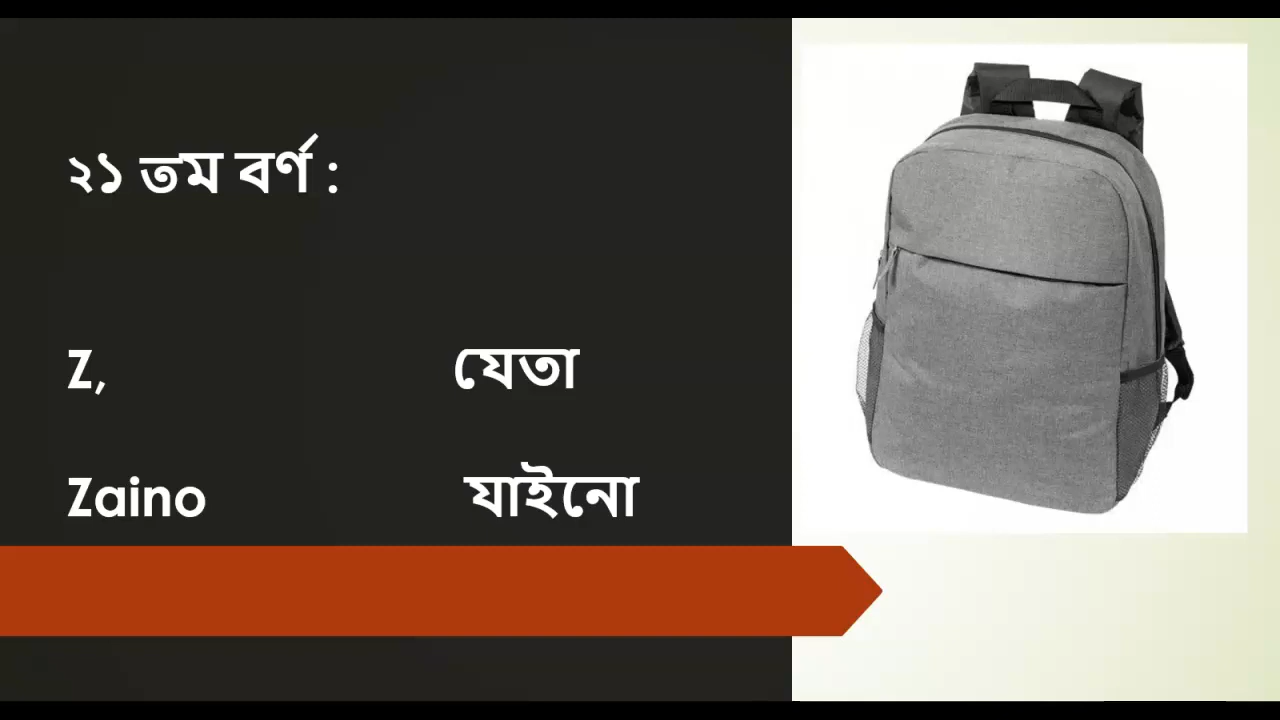 ২১ তম বর্ণ :
Z, যেতা
Zaino যাইনো